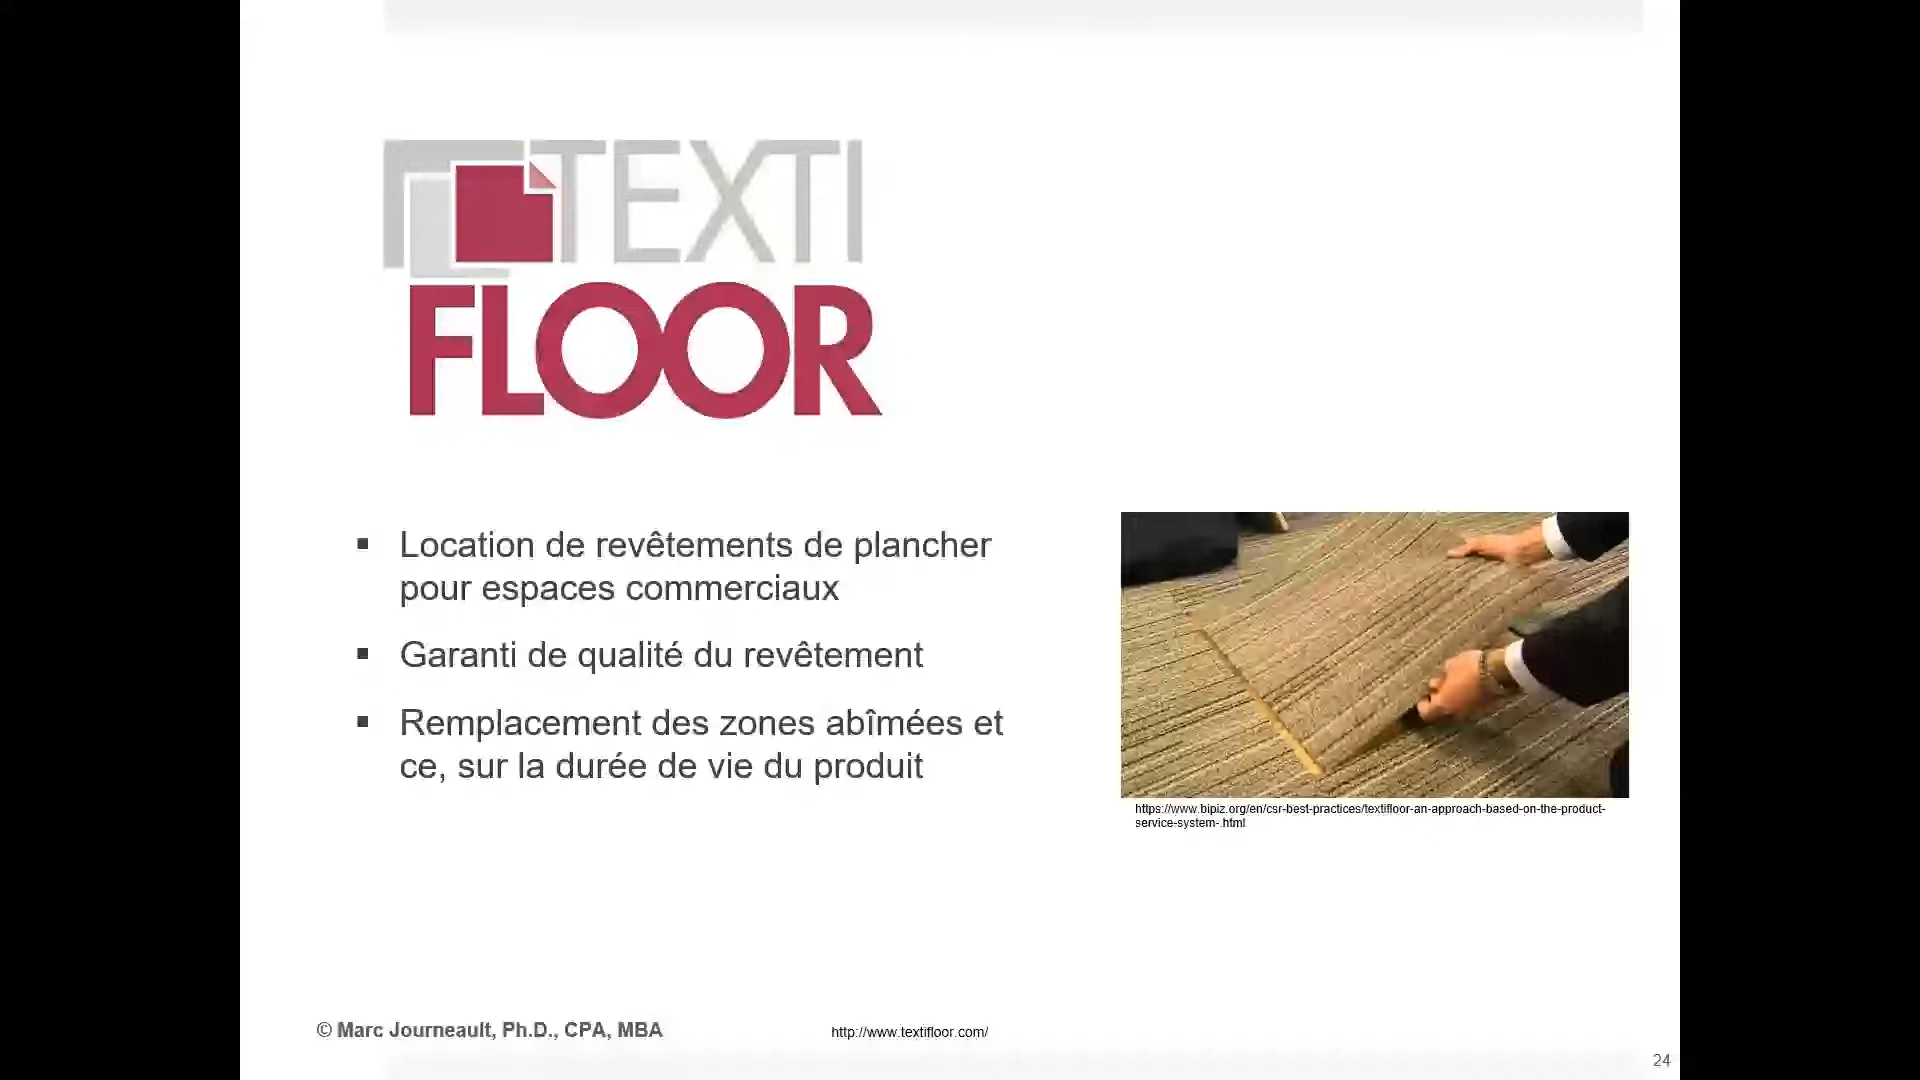 TEXTI
FLOOR
▪ Location de revêtements de plancher
pour espaces commerciaux
▪ Garanti de qualité du revêtement
▪ Remplacement des zones abîmées et
ce, sur la durée de vie du produit
https://www.bipiz.org/en/csr-best-practices/textifloor-an-approach-based-on-the-product-
service-system-.html
© Marc Journeault, Ph.D., CPA, MBA
http://www.textifloor.com/
24